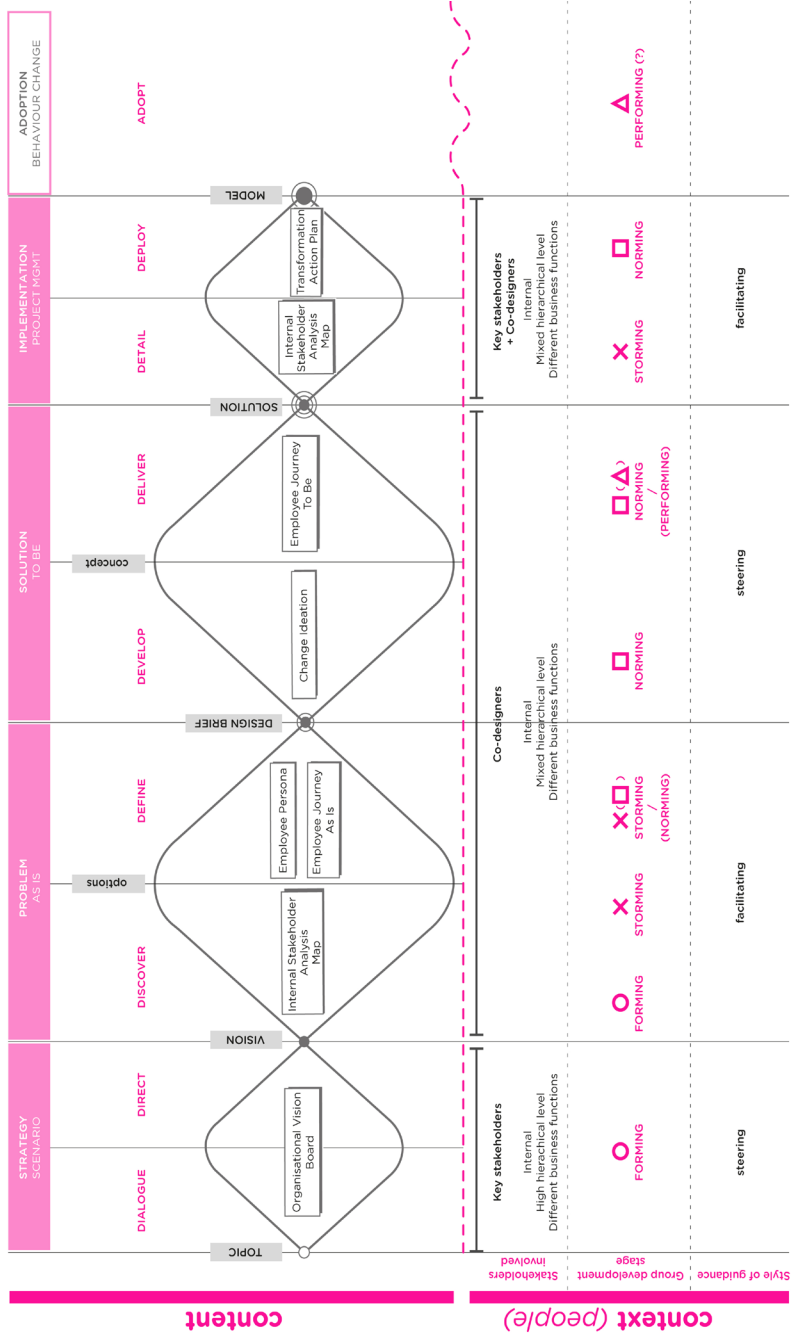 STRATEGY
SCENARIO
PROBLEM
AS IS
SOLUTION
TO BE
IMPLEMENTATION
PROJECT MGMT
ADOPTION
BEHAVIOUR CHANGE
DIALOGUE
DIRECT
DISCOVER
DEFINE
DEVELOP
DELIVER
DETAIL
DEPLOY
ADOPT
options
concept
TOPIC
VISION
DESIGN BRIEF
SOLUTION
MODEL
Organisational Vision
Board
Internal Stakeholder
Analysis
Map
Employee Persona
Employee Journey
As Is
Change Ideation
Employee Journey
To Be
Internal
Stakeholder
Analysis
Map
Transformation
Action Plan
content
context (people)
Stakeholders
involved
Key stakeholders
Internal
High hierachical level
Different business functions
Co-designers
Internal
Mixed hierarchical level
Different business functions
Key stakeholders
+ Co-designers
Internal
Mixed hierarchical level
Different business functions
Group development
stage
FORMING
FORMING
STORMING
( )
STORMING
/
(NORMING)
NORMING
( )
NORMING
/
(PERFORMING)
STORMING
NORMING
PERFORMING (?)
Style of guidance
steering
facilitating
steering
facilitating